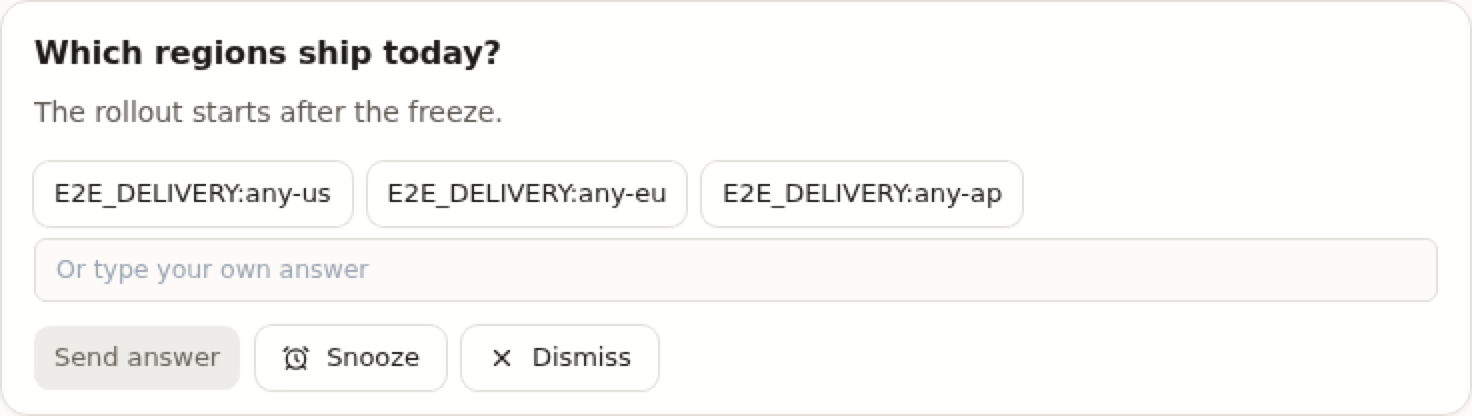 Which regions ship today?
The rollout starts after the freeze.
E2E_DELIVERY:any-us E2E_DELIVERY:any-eu E2E_DELIVERY:any-ap
Or type your own answer
Send answer Snooze Dismiss